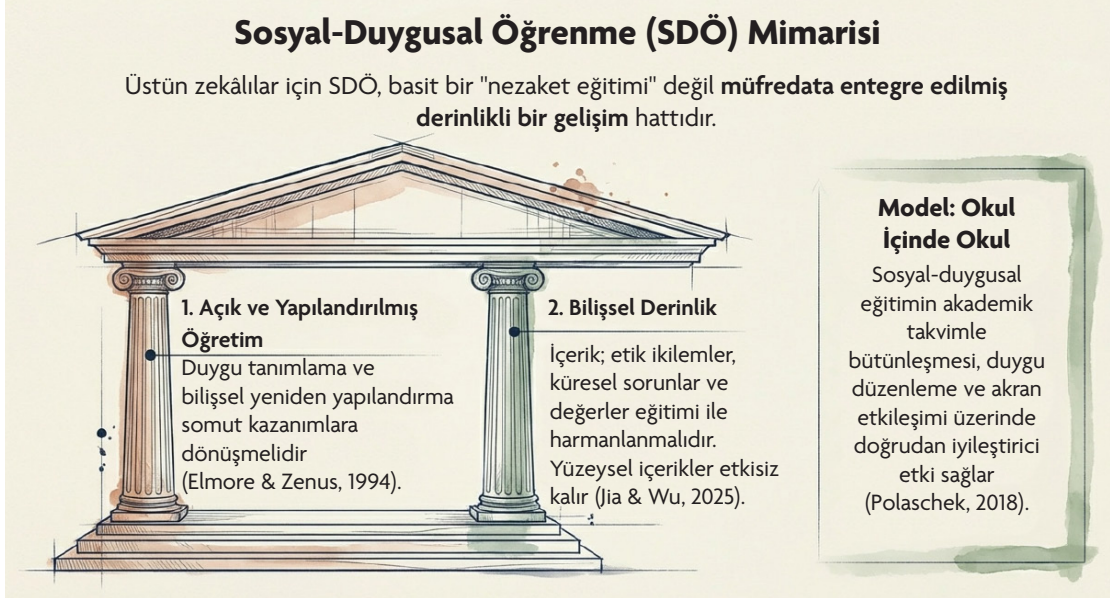 Sosyal-Duygusal Öğrenme (SDÖ) Mimarisi
Üstün zekâlılar için SDÖ, basit bir "nezaket eğitimi" değil müfredata entegre edilmiş
derinlikli bir gelişim hattıdır.
1. Açık ve Yapılandırılmış
Öğretim
Duygu tanımlama ve
bilişsel yeniden yapılandırma
somut kazanımlara
dönüşmelidir
(Elmore & Zenus, 1994).
2. Bilişsel Derinlik
İçerik; etik ikilemler,
küresel sorunlar ve
değerler eğitimi ile
harmanlanmalıdır.
Yüzeysel içerikler etkisiz
kalır (Jia & Wu, 2025).
Model: Okul
İçinde Okul
Sosyal-duygusal
eğitimin akademik
takvimle
bütünleşmesi, duygu
düzenleme ve akran
etkileşimi üzerinde
doğrudan iyileştirici
etki sağlar
(Polaschek, 2018).